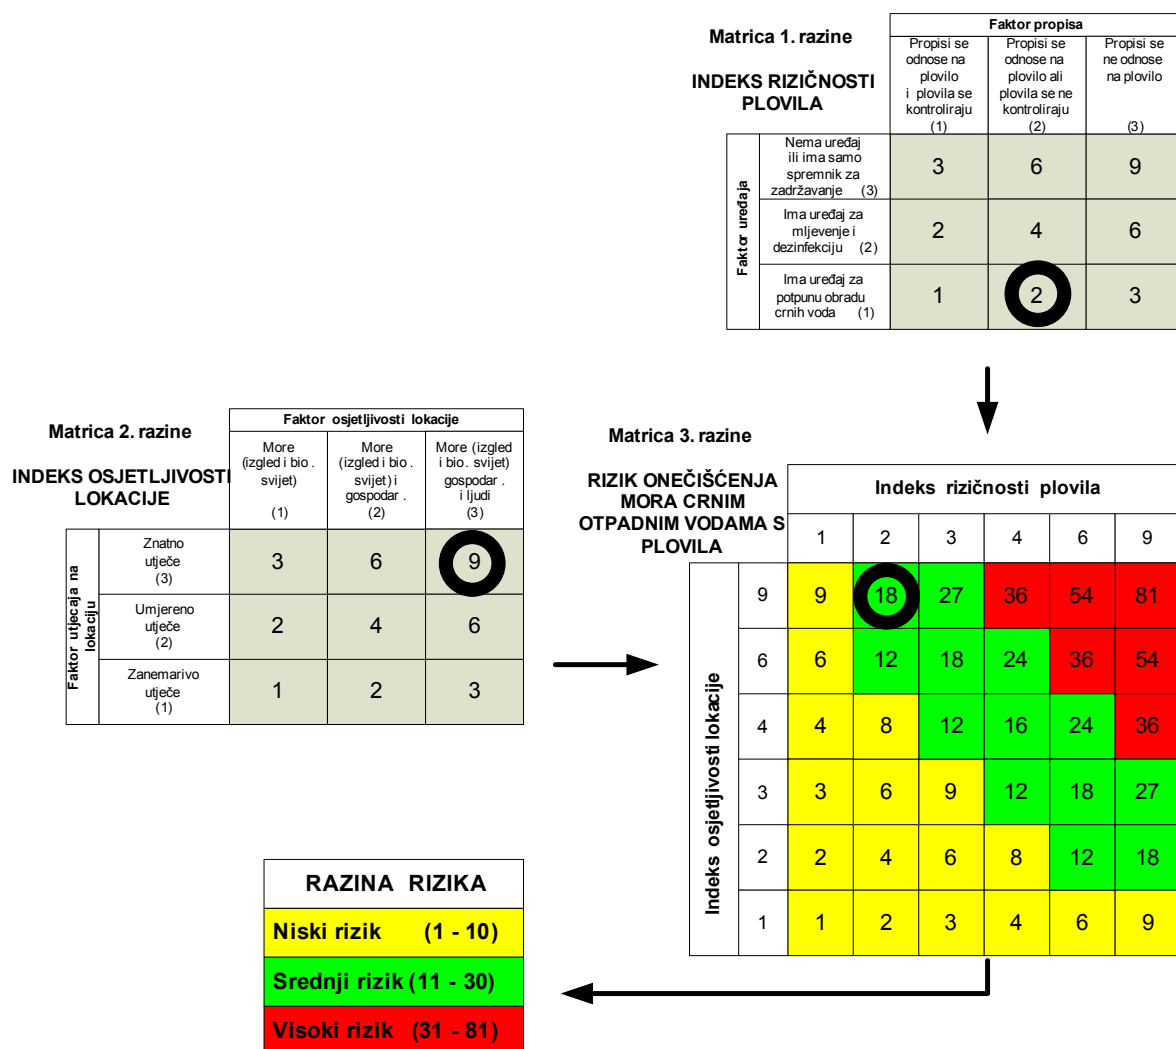 Matrica 1. razine
INDEKS RIZIČNOSTI
PLOVILA
Faktor propisa
Propisi se
odnose na
plovilo
i plovila se
kontroliraju
(1)
Propisi se
odnose na
plovilo ali
plovila se ne
kontroliraju
(2)
Propisi se
ne odnose
na plovilo
(3)
Faktor uređaja
Nema uređaj
ili ima samo
spremnik za
zadržavanje (3)
3 6 9
Ima uređaj za
mljevenje i
dezinfekciju (2)
2 4 6
Ima uređaj za
potpunu obradu
crnih voda (1)
1 2 3
Matrica 2. razine
INDEKS OSJETLJIVOSTI
LOKACIJE
Faktor osjetljivosti lokacije
More
(izgled i bio.
svijet)
(1)
More
(izgled i bio.
svijet) i
gospodar.
(2)
More (izgled
i bio. svijet)
gospodar.
i ljudi
(3)
Faktor utjecaja na
lokaciju
Znatno
utječe
(3)
3 6 9
Umjereno
utječe
(2)
2 4 6
Zanemarivo
utječe
(1)
1 2 3
Matrica 3. razine
RIZIK ONEČIŠĆENJA
MORA CRNIM
OTPADNIM VODAMA S
PLOVILA
Indeks rizičnosti plovila
1 2 3 4 6 9
Indeks osjetljivosti lokacije
9 9 18 27 36 54 81
6 6 12 18 24 36 54
4 4 8 12 16 24 36
3 3 6 9 12 18 27
2 2 4 6 8 12 18
1 1 2 3 4 6 9
RAZINA RIZIKA
Niski rizik (1 - 10)
Srednji rizik (11 - 30)
Visoki rizik (31 - 81)